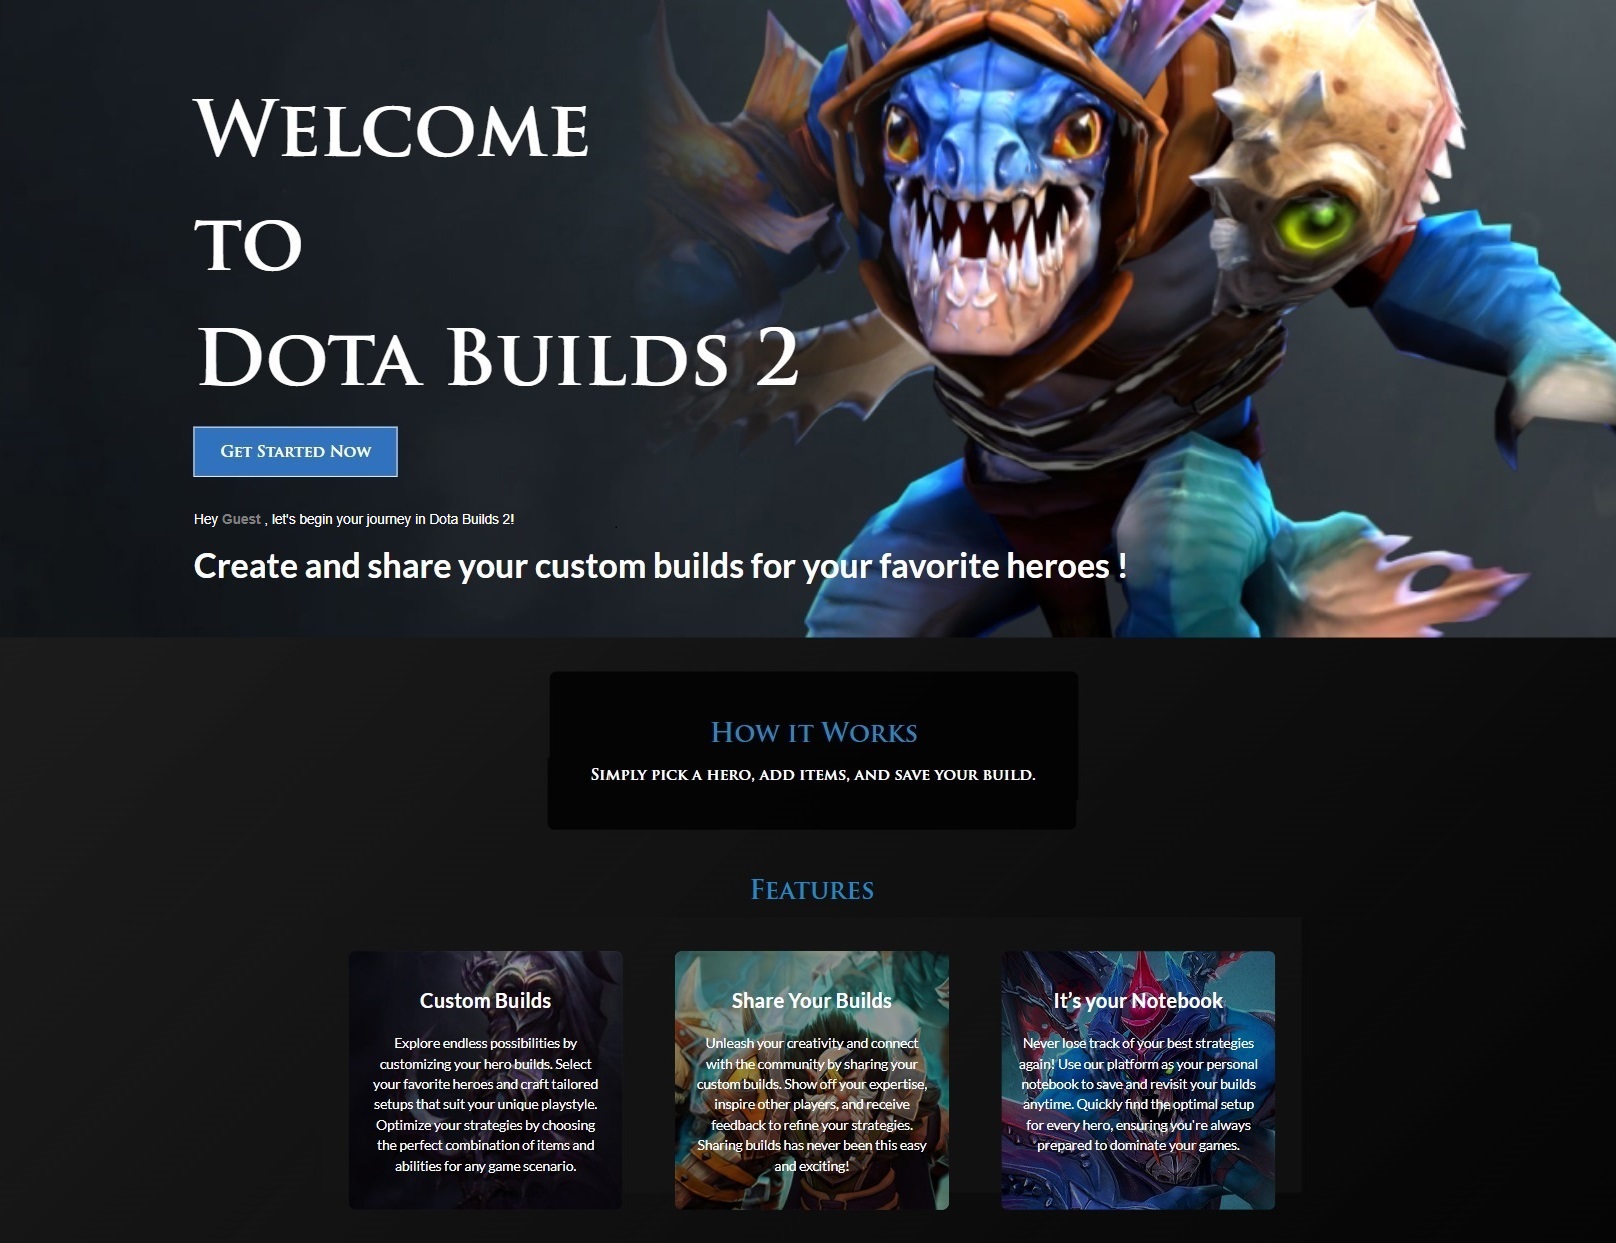 Welcome
to
Dota Builds 2
Get Started Now
Hey Guest , let's begin your journey in Dota Builds 2!
Create and share your custom builds for your favorite heroes !
How it Works
Simply pick a hero, add items, and save your build.
Features
Custom Builds
Explore endless possibilities by
customizing your hero builds. Select
your favorite heroes and craft tailored
setups that suit your unique playstyle.
Optimize your strategies by choosing
the perfect combination of items and
abilities for any game scenario.
Share Your Builds
Unleash your creativity and connect
with the community by sharing your
custom builds. Show off your expertise,
inspire other players, and receive
feedback to refine your strategies.
Sharing builds has never been this easy
and exciting!
It's your Notebook
Never lose track of your best strategies
again! Use our platform as your personal
notebook to save and revisit your builds
anytime. Quickly find the optimal setup
for every hero, ensuring you're always
prepared to dominate your games.